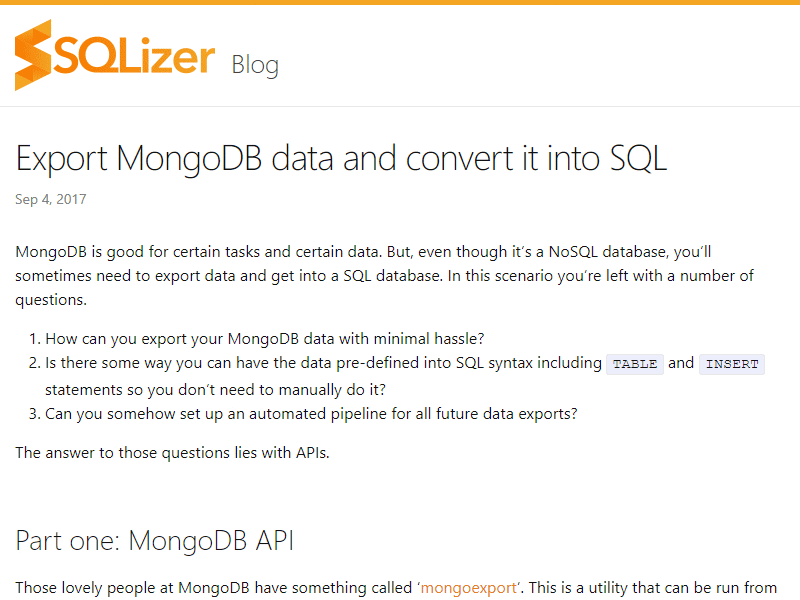 SQLizer Blog
Export MongoDB data and convert it into SQL
Sep 4, 2017
MongoDB is good for certain tasks and certain data. But, even though it’s a NoSQL database, you’ll
sometimes need to export data and get into a SQL database. In this scenario you’re left with a number of
questions.
1. How can you export your MongoDB data with minimal hassle?
2. Is there some way you can have the data pre-defined into SQL syntax including TABLE and INSERT
statements so you don’t need to manually do it?
3. Can you somehow set up an automated pipeline for all future data exports?
The answer to those questions lies with APIs.
Part one: MongoDB API
Those lovely people at MongoDB have something called ‘mongoexport’. This is a utility that can be run from